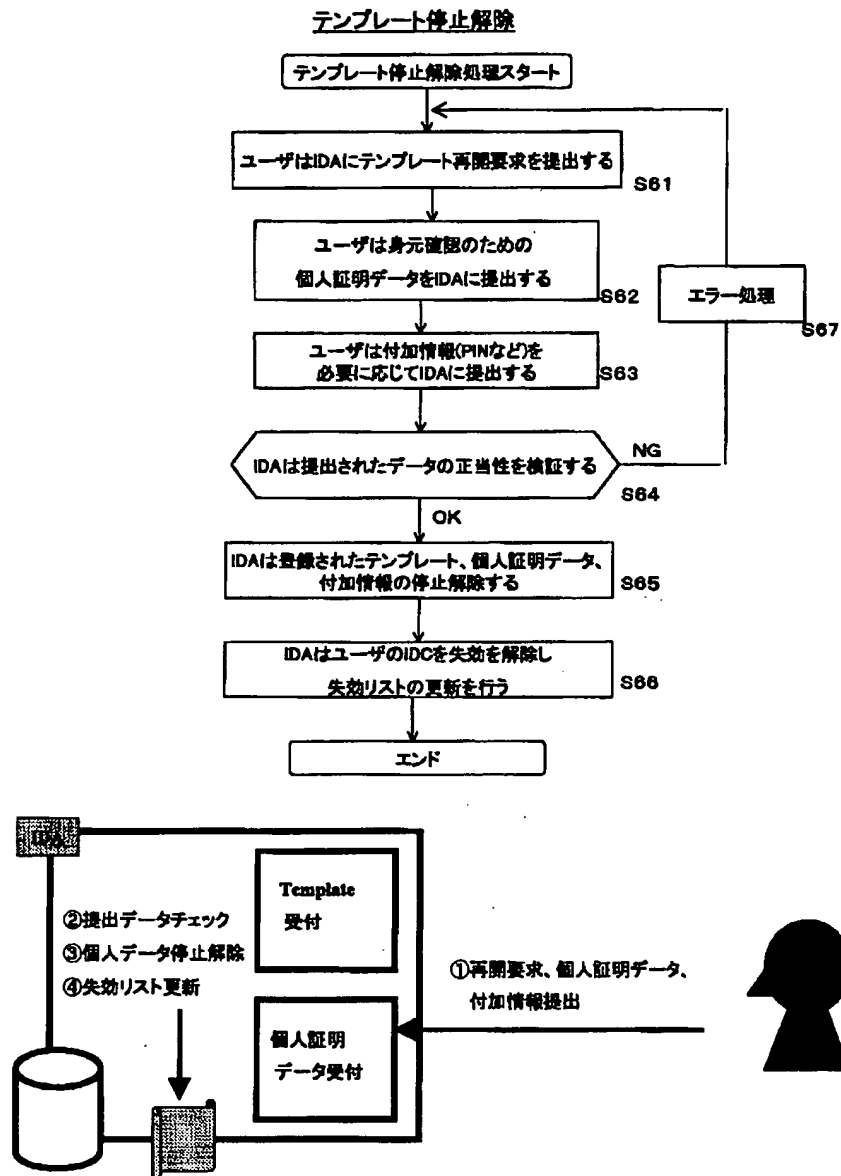 テンプレート停止解除
テンプレート停止解除処理スタート
ユーザはIDAにテンプレート再開要求を提出する
S61
ユーザは身元確認のための
個人証明データをIDAに提出する
S62
エラー処理
S67
ユーザは付加情報(PINなど)を
必要に応じてIDAに提出する
S63
IDAは提出されたデータの正当性を検証する
NG
S64
OK
IDAは登録されたテンプレート、個人証明データ、
付加情報の停止解除する
S65
IDAはユーザのIDCを失効を解除し
失効リストの更新を行う
S66
エンド
IDA
Template
受付
②提出データチェック
③個人データ停止解除
④失効リスト更新
①再開要求、個人証明データ、
付加情報提出
個人証明
データ受付